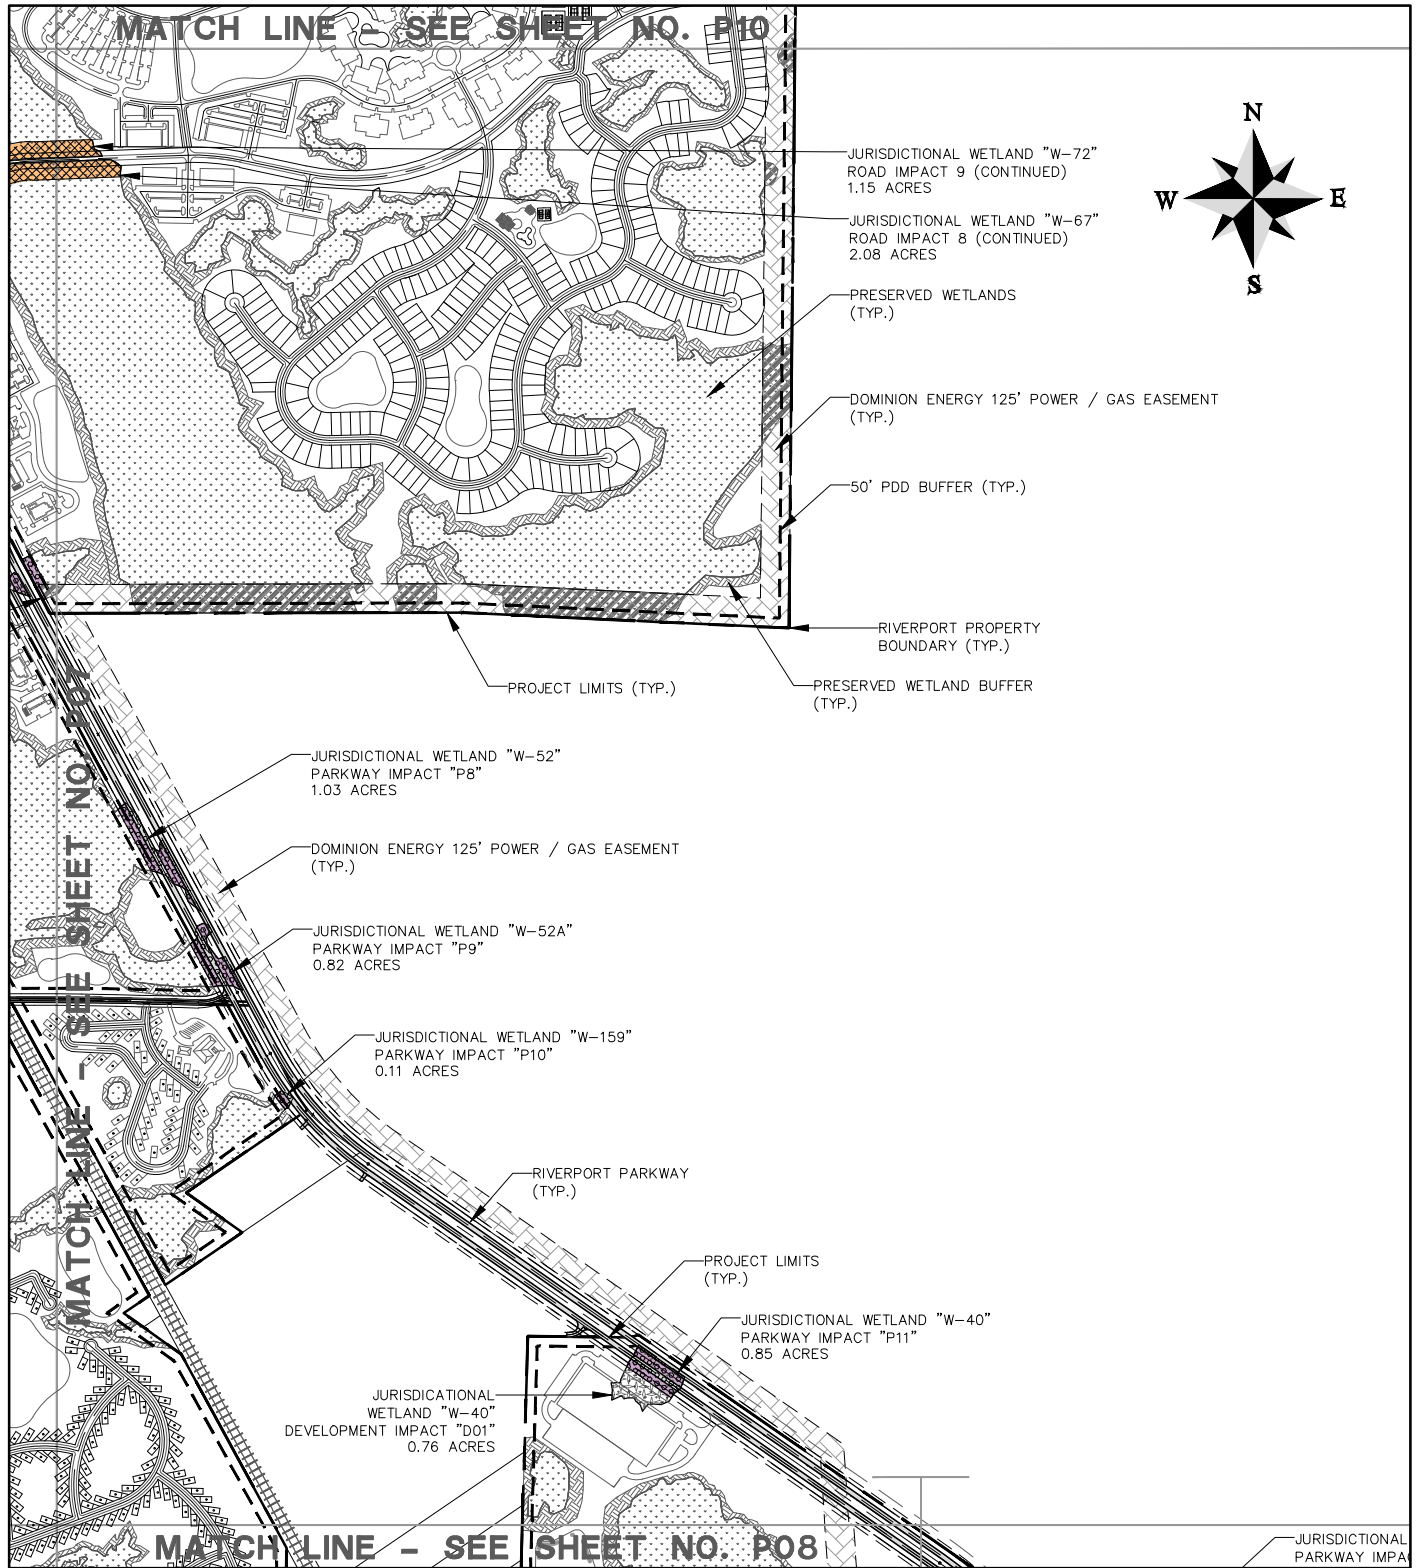 MATCH LINE – SEE SHEET NO. P10
N
W
E
S
JURISDICTIONAL WETLAND "W–72"
ROAD IMPACT 9 (CONTINUED)
1.15 ACRES
JURISDICTIONAL WETLAND "W–67"
ROAD IMPACT 8 (CONTINUED)
2.08 ACRES
PRESERVED WETLANDS
(TYP.)
DOMINION ENERGY 125' POWER / GAS EASEMENT
(TYP.)
50' PDD BUFFER (TYP.)
RIVERPORT PROPERTY
BOUNDARY (TYP.)
PROJECT LIMITS (TYP.)
PRESERVED WETLAND BUFFER
(TYP.)
MATCH LINE – SEE SHEET NO. P07
JURISDICTIONAL WETLAND "W–52"
PARKWAY IMPACT "P8"
1.03 ACRES
DOMINION ENERGY 125' POWER / GAS EASEMENT
(TYP.)
JURISDICTIONAL WETLAND "W–52A"
PARKWAY IMPACT "P9"
0.82 ACRES
JURISDICTIONAL WETLAND "W–159"
PARKWAY IMPACT "P10"
0.11 ACRES
RIVERPORT PARKWAY
(TYP.)
PROJECT LIMITS
(TYP.)
JURISDICTIONAL WETLAND "W–40"
PARKWAY IMPACT "P11"
0.85 ACRES
JURISDICATIONAL
WETLAND "W–40"
DEVELOPMENT IMPACT "D01"
0.76 ACRES
MATCH LINE – SEE SHEET NO. P08
JURISDICTIONAL
PARKWAY IMPA